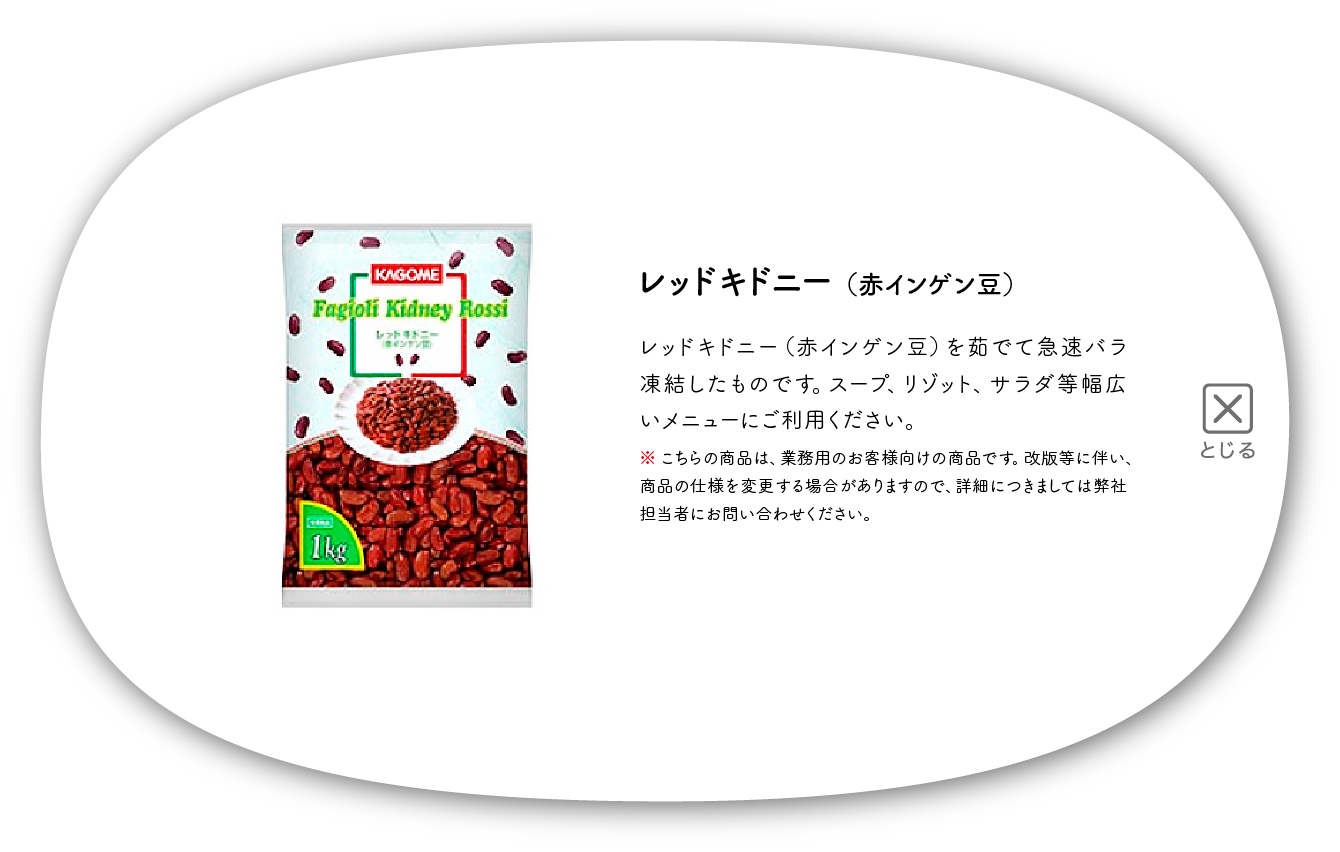 KAGOME
Fagioli Kidney Rossi
レッドキドニー
(赤インゲン豆)
1kg
レッドキドニー（赤インゲン豆）
レッドキドニー（赤インゲン豆）を茹でて急速バラ
凍結したものです。スープ、リゾット、サラダ等幅広
いメニューにご利用ください。
※ こちらの商品は、業務用のお客様向けの商品です。改版等に伴い、
商品の仕様を変更する場合がありますので、詳細につきましては弊社
担当者にお問い合わせください。
とじる